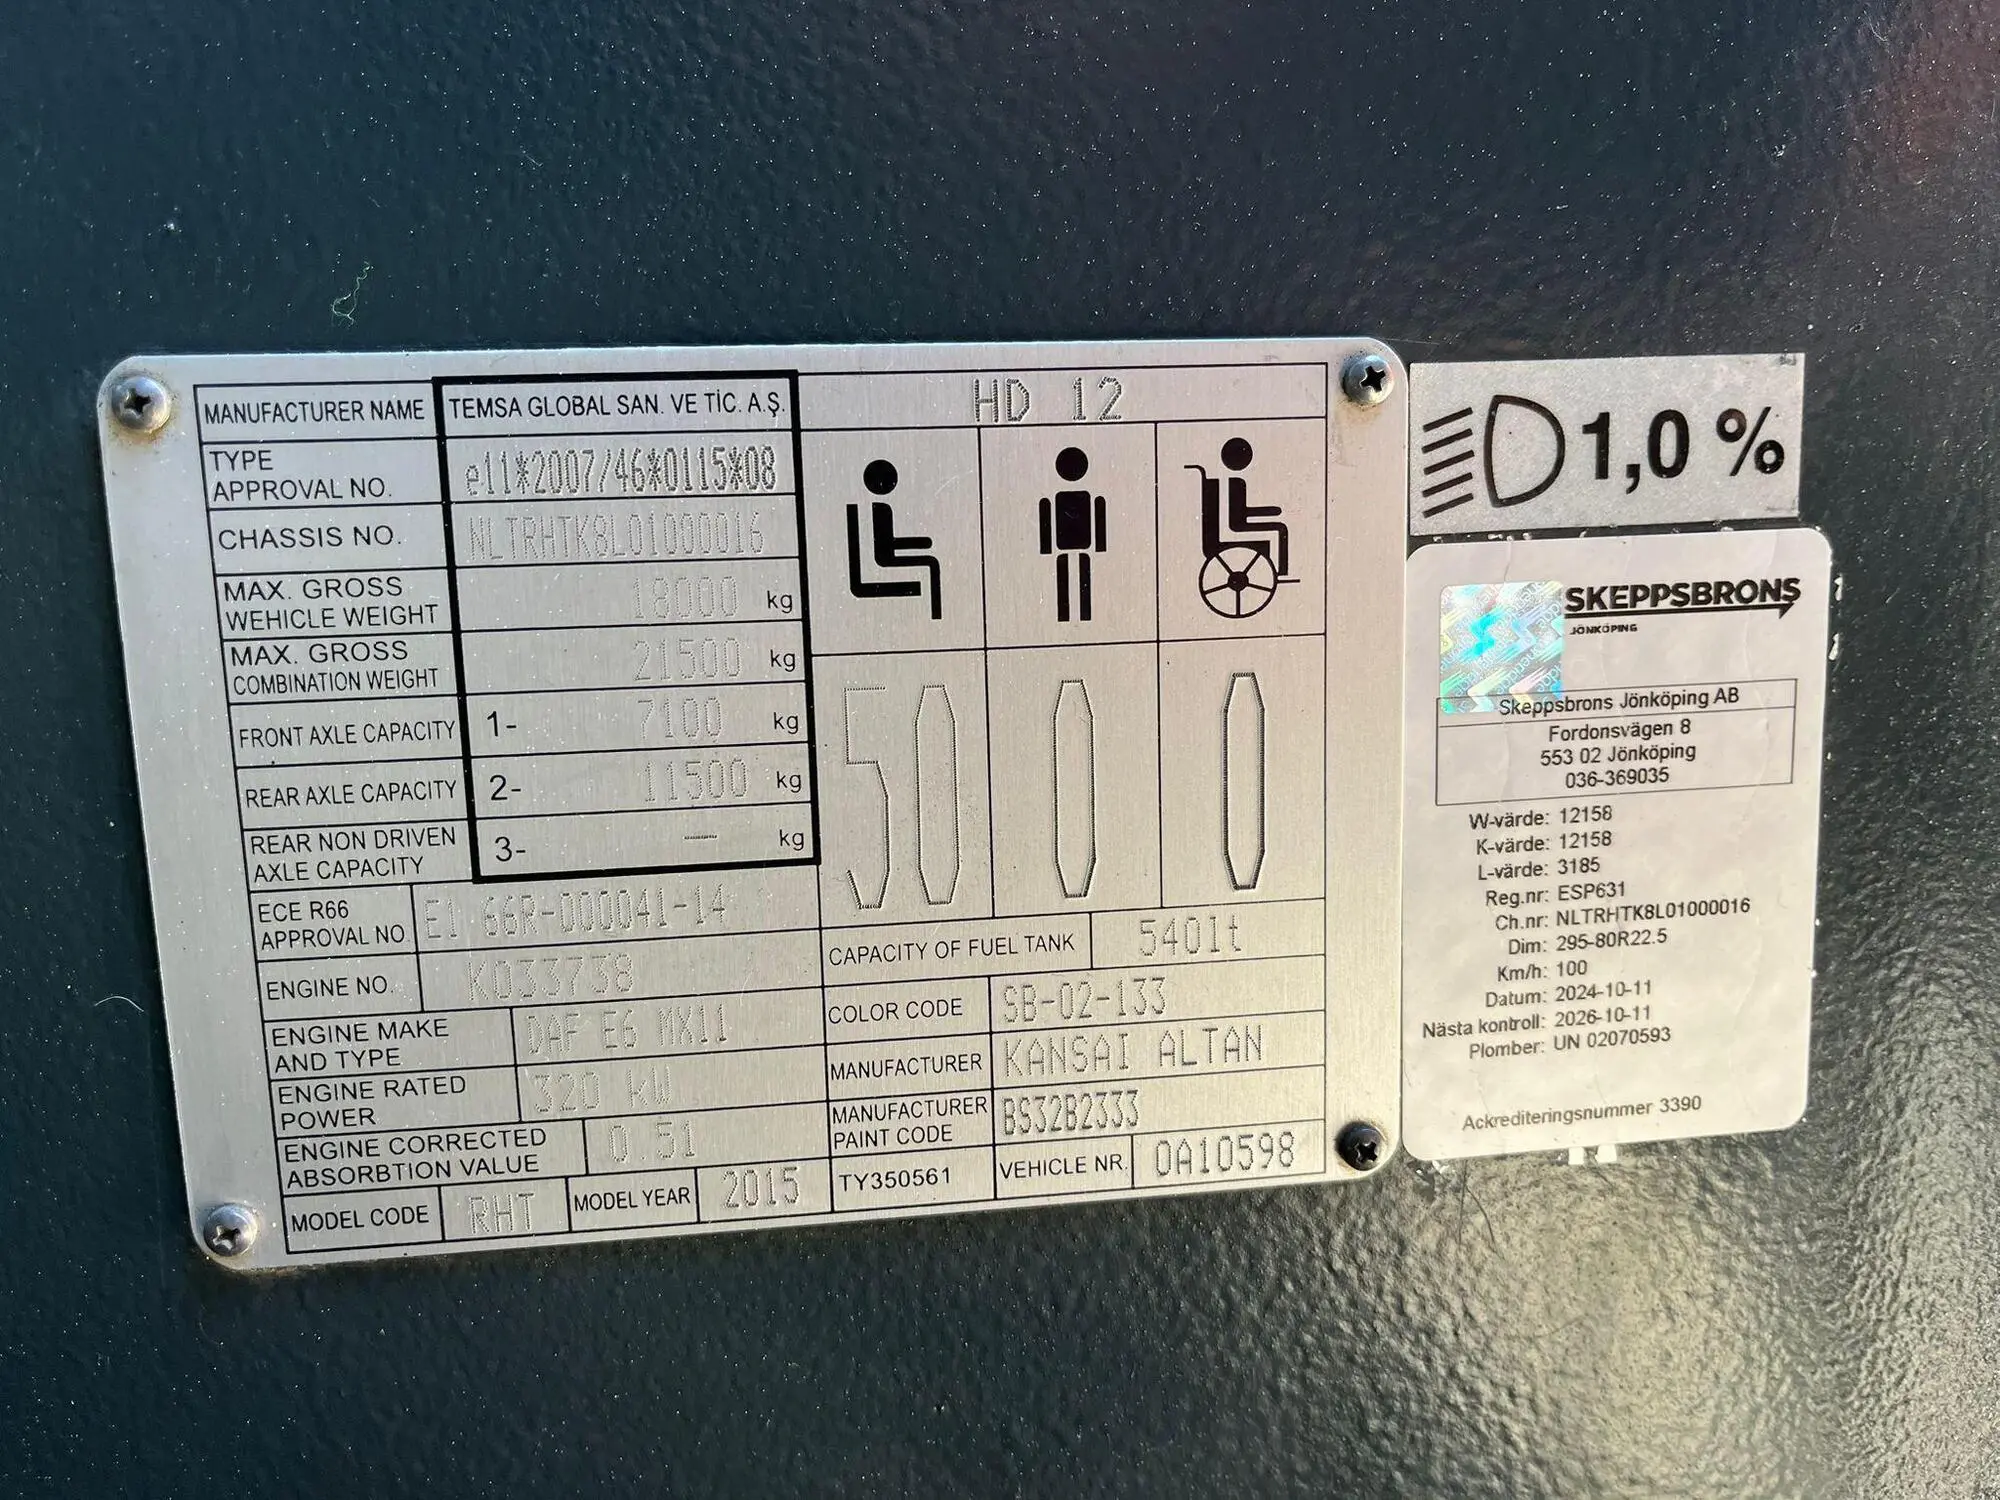 MANUFACTURER NAME TEMSA GLOBAL SAN. VE TİC. A.Ş. HD 12
TYPE
APPROVAL NO. e11*2007/46*0115*08
CHASSIS NO. NLTRHTK8L01000016
MAX. GROSS
WEHICLE WEIGHT 18000 kg
MAX. GROSS
COMBINATION WEIGHT 21500 kg
FRONT AXLE CAPACITY 1- 7100 kg
REAR AXLE CAPACITY 2- 11500 kg
REAR NON DRIVEN
AXLE CAPACITY 3- — kg
50 0 0
ECE R66
APPROVAL NO. E1 66R-000041-14
ENGINE NO. K033738
ENGINE MAKE
AND TYPE DAF E6 MX11
ENGINE RATED
POWER 320 kW
ENGINE CORRECTED
ABSORBTION VALUE 0.51
MODEL CODE RHT MODEL YEAR 2015
CAPACITY OF FUEL TANK 540lt
COLOR CODE SB-02-133
MANUFACTURER KANSAI ALTAN
MANUFACTURER
PAINT CODE BS32B2333
TY350561 VEHICLE NR. 0A10598
1,0 %
SKEPPSBRONS
JÖNKÖPING
Skeppsbrons Jönköping AB
Fordonsvägen 8
553 02 Jönköping
036-369035
W-värde: 12158
K-värde: 12158
L-värde: 3185
Reg.nr: ESP631
Ch.nr: NLTRHTK8L01000016
Dim: 295-80R22.5
Km/h: 100
Datum: 2024-10-11
Nästa kontroll: 2026-10-11
Plomber: UN 02070593
Ackrediteringsnummer 3390